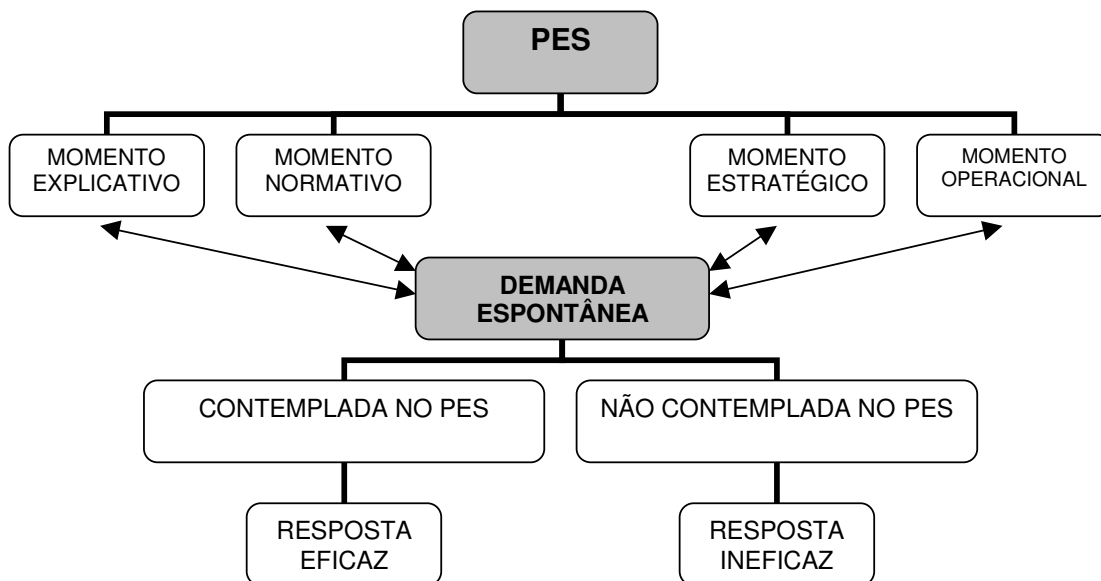 PES
MOMENTO
EXPLICATIVO
MOMENTO
NORMATIVO
MOMENTO
ESTRATÉGICO
MOMENTO
OPERACIONAL
DEMANDA
ESPONTÂNEA
CONTEMPLADA NO PES
NÃO CONTEMPLADA NO PES
RESPOSTA
EFICAZ
RESPOSTA
INEFICAZ